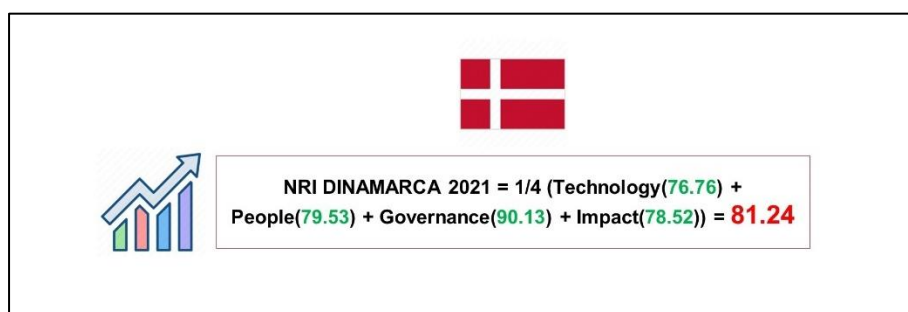 NRI DINAMARCA 2021 = 1/4 (Technology(76.76) +
People(79.53) + Governance(90.13) + Impact(78.52)) = 81.24